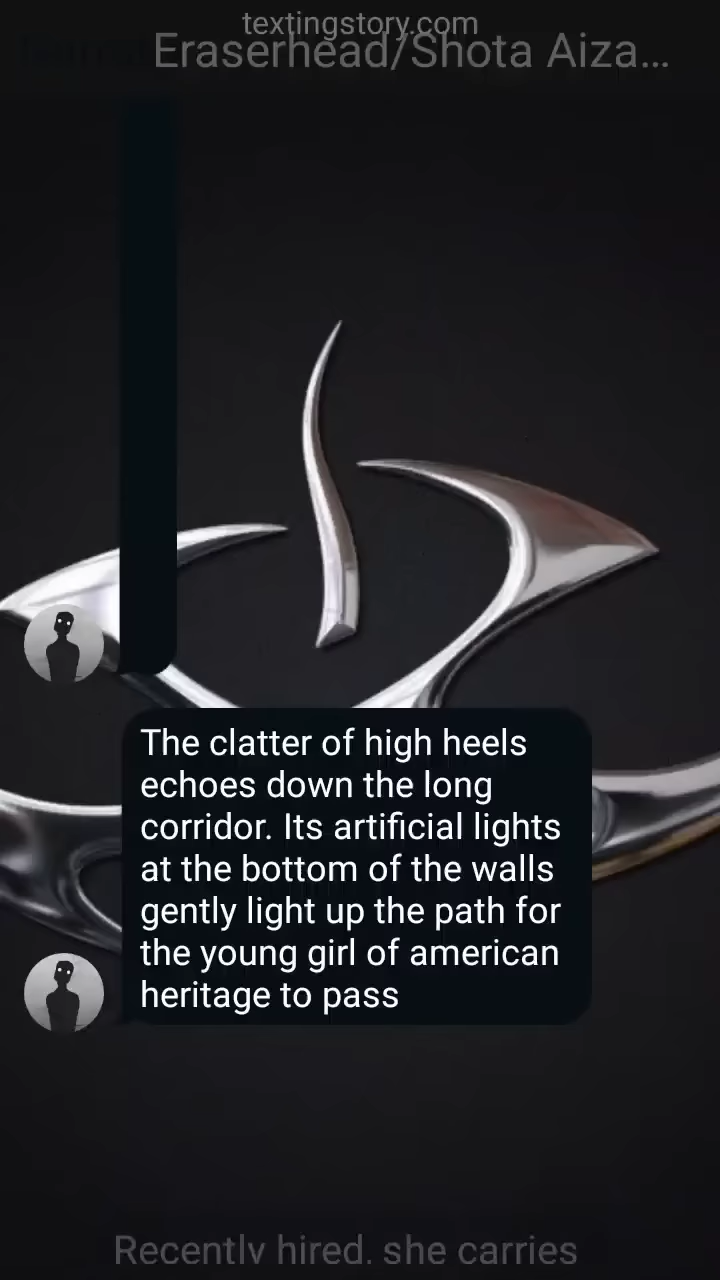 textingstory.com
Eraserhead/Shota Aiza...
The clatter of high heels
echoes down the long
corridor. Its artificial lights
at the bottom of the walls
gently light up the path for
the young girl of american
heritage to pass
Recently hired, she carries